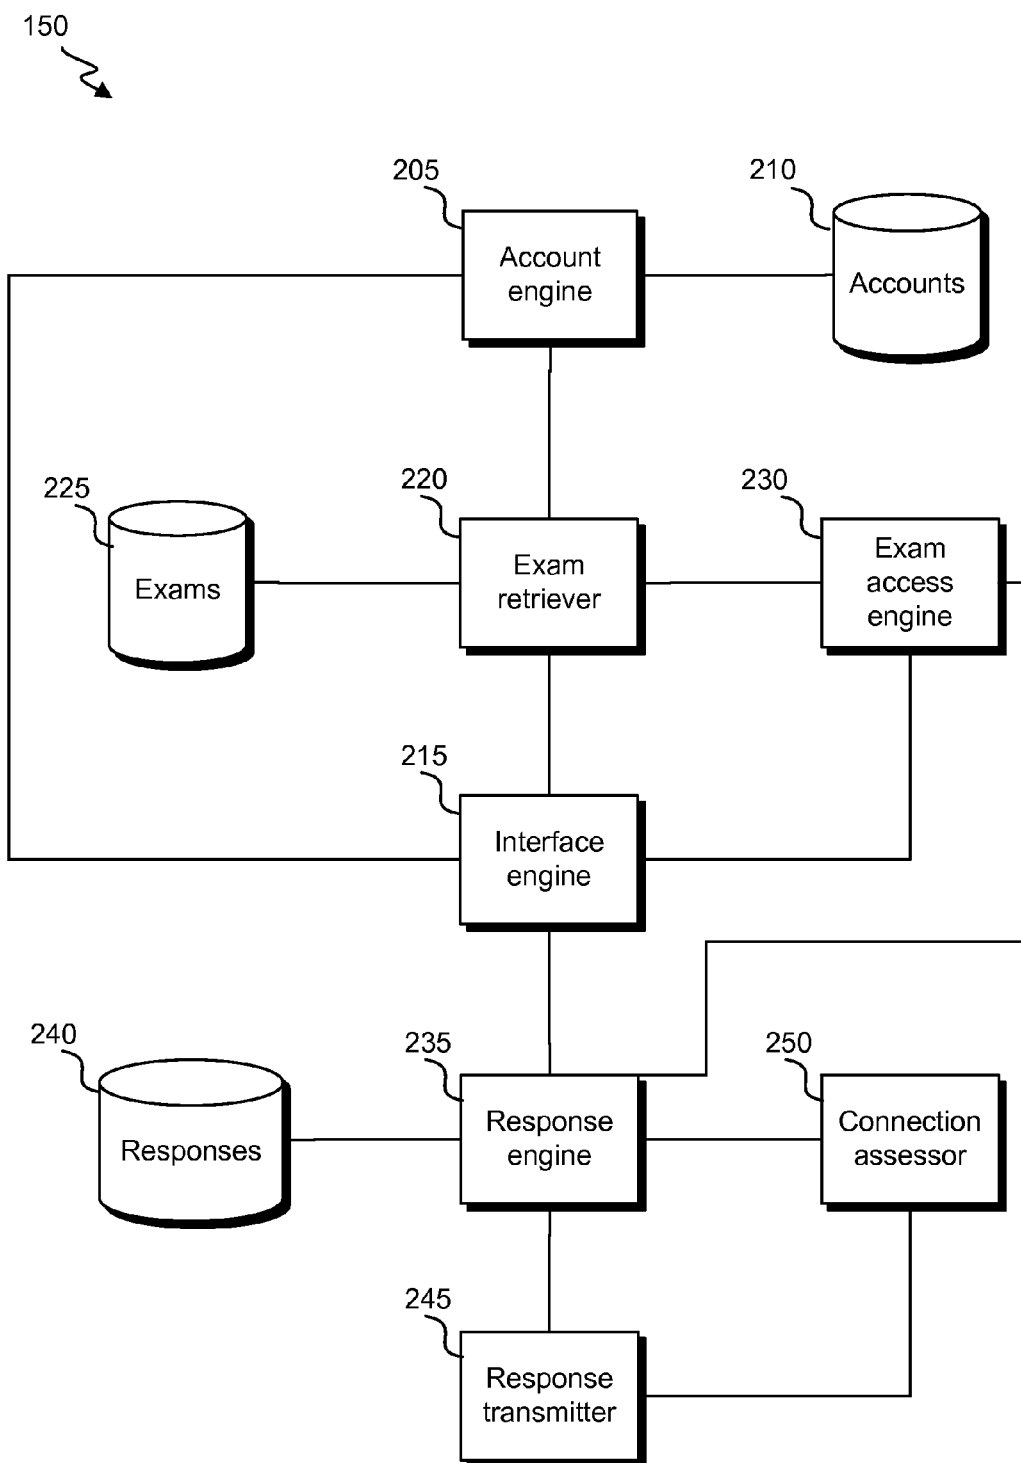 150
205
210
Account
engine
Accounts
225
220
230
Exams
Exam
retriever
Exam
access
engine
215
Interface
engine
240
235
250
Responses
Response
engine
Connection
assessor
245
Response
transmitter